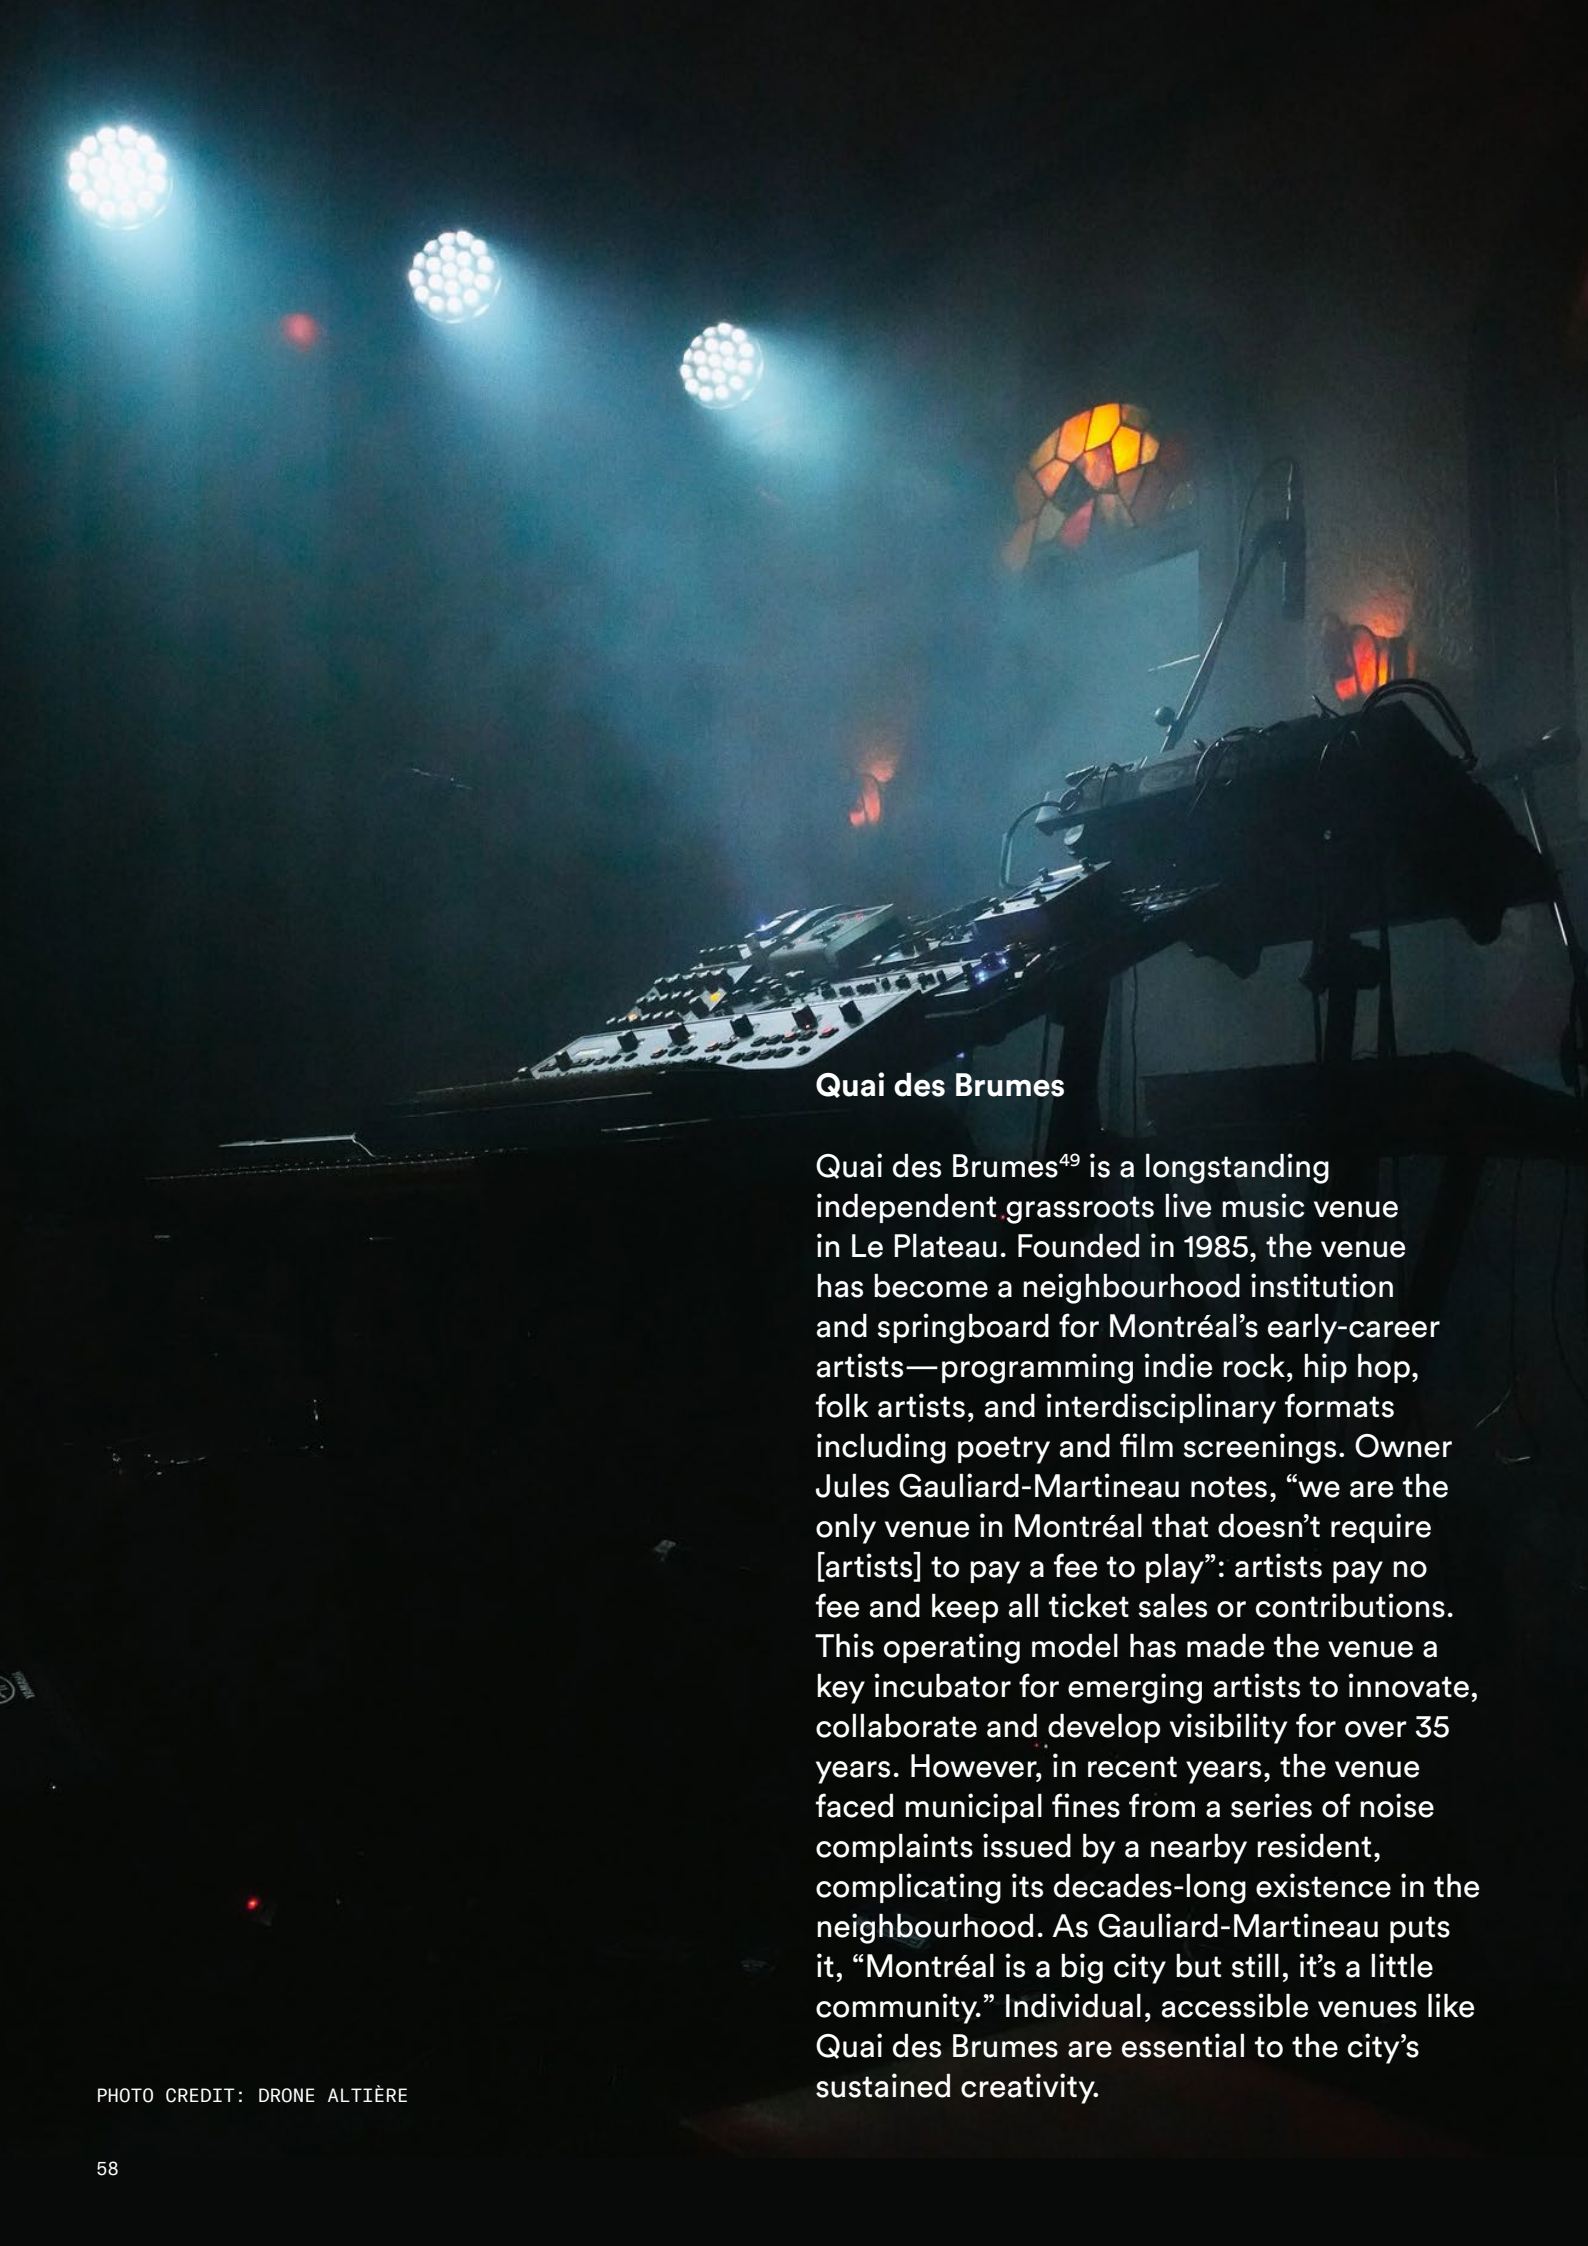 Quai des Brumes
Quai des Brumes49 is a longstanding
independent grassroots live music venue
in Le Plateau. Founded in 1985, the venue
has become a neighbourhood institution
and springboard for Montréal’s early-career
artists—programming indie rock, hip hop,
folk artists, and interdisciplinary formats
including poetry and film screenings. Owner
Jules Gauliard-Martineau notes, “we are the
only venue in Montréal that doesn’t require
[artists] to pay a fee to play”: artists pay no
fee and keep all ticket sales or contributions.
This operating model has made the venue a
key incubator for emerging artists to innovate,
collaborate and develop visibility for over 35
years. However, in recent years, the venue
faced municipal fines from a series of noise
complaints issued by a nearby resident,
complicating its decades-long existence in the
neighbourhood. As Gauliard-Martineau puts
it, “Montréal is a big city but still, it’s a little
community.” Individual, accessible venues like
Quai des Brumes are essential to the city’s
sustained creativity.
YAMAHA
PHOTO CREDIT: DRONE ALTIÈRE
58